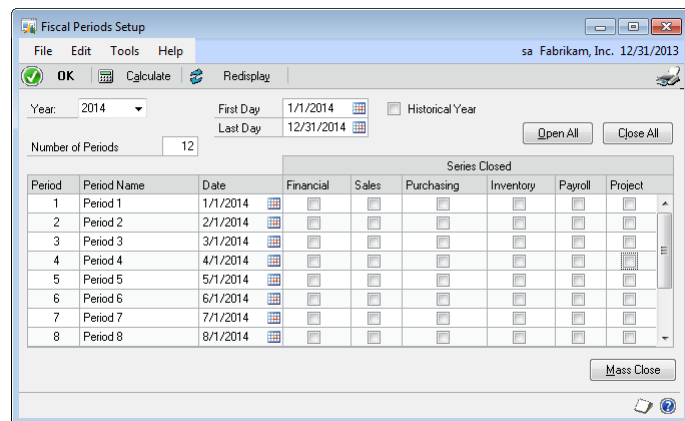 Fiscal Periods Setup
File Edit Tools Help sa Fabrikam, Inc. 12/31/2013
OK Calculate Redisplay
Year: 2014 First Day 1/1/2014 Historical Year
Last Day 12/31/2014 Open All Close All
Number of Periods 12
Series Closed
Period Period Name Date Financial Sales Purchasing Inventory Payroll Project
1 Period 1 1/1/2014
2 Period 2 2/1/2014
3 Period 3 3/1/2014
4 Period 4 4/1/2014
5 Period 5 5/1/2014
6 Period 6 6/1/2014
7 Period 7 7/1/2014
8 Period 8 8/1/2014
Mass Close